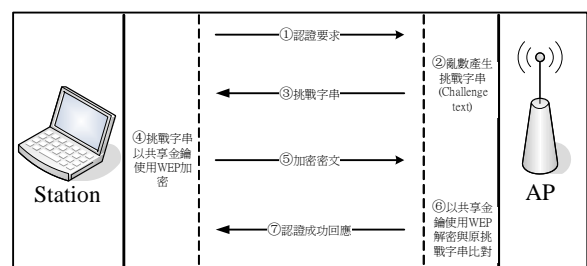 ①認證要求
②亂數產生
挑戰字串
(Challenge
text)
③挑戰字串
④挑戰字串
以共享金鑰
使用WEP加
密
⑤加密密文
⑥以共享金
鑰使用WEP
解密與原挑
戰字串比對
⑦認證成功回應
Station
AP